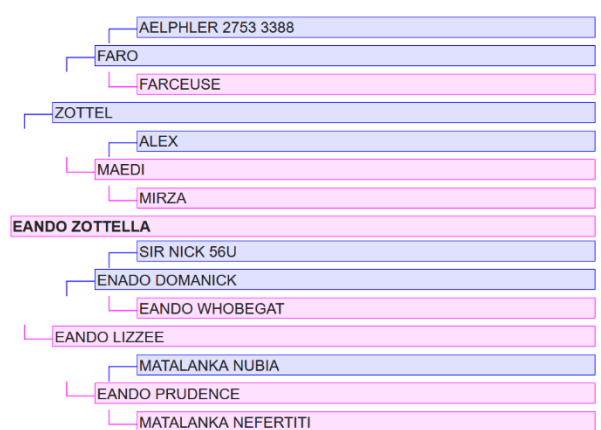 AELPHLER 2753 3388
FARO
FARCEUSE
ZOTTEL
ALEX
MAEDI
MIRZA
EANDO ZOTTELLA
SIR NICK 56U
ENADO DOMANICK
EANDO WHOBEGAT
EANDO LIZZEE
MATALANKA NUBIA
EANDO PRUDENCE
MATALANKA NEFERTITI